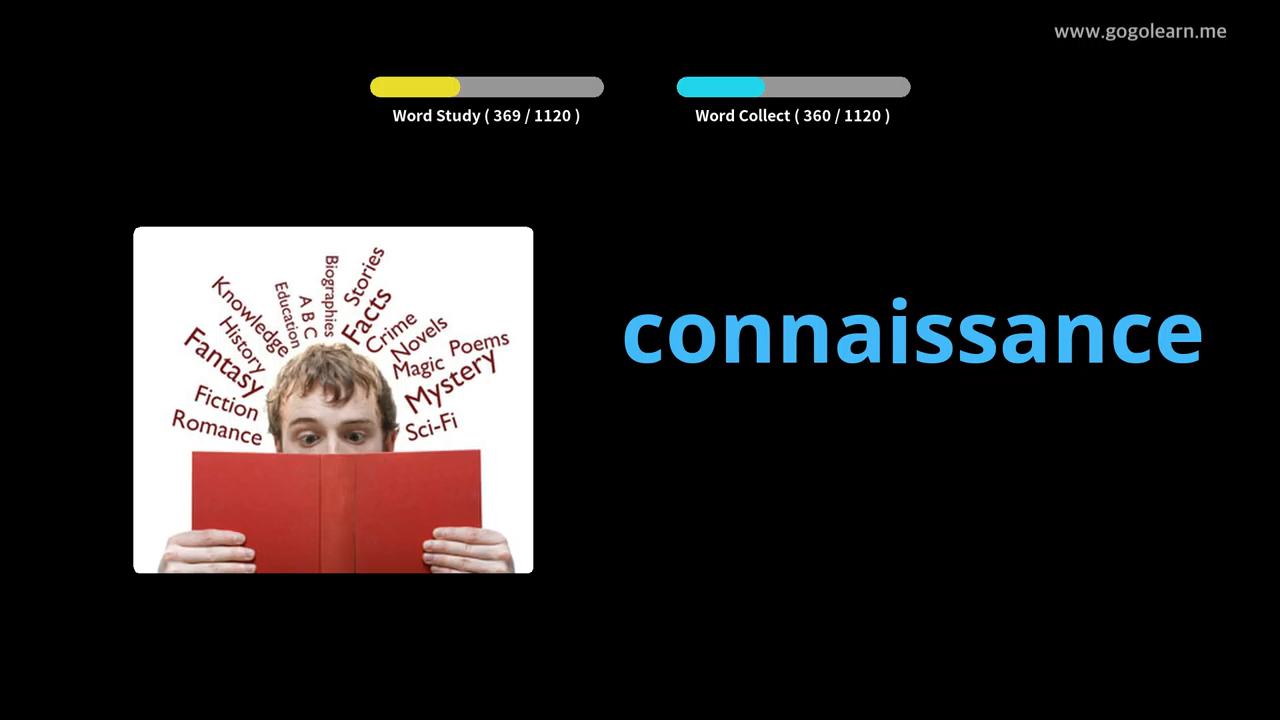 www.gogolearn.me
Word Study ( 369 / 1120 )
Word Collect ( 360 / 1120 )
connaissance
Knowledge
Education
A B C
Biographies
Stories
Facts
Crime
Novels
Poems
History
Fantasy
Magic
Mystery
Fiction
Romance
Sci-Fi